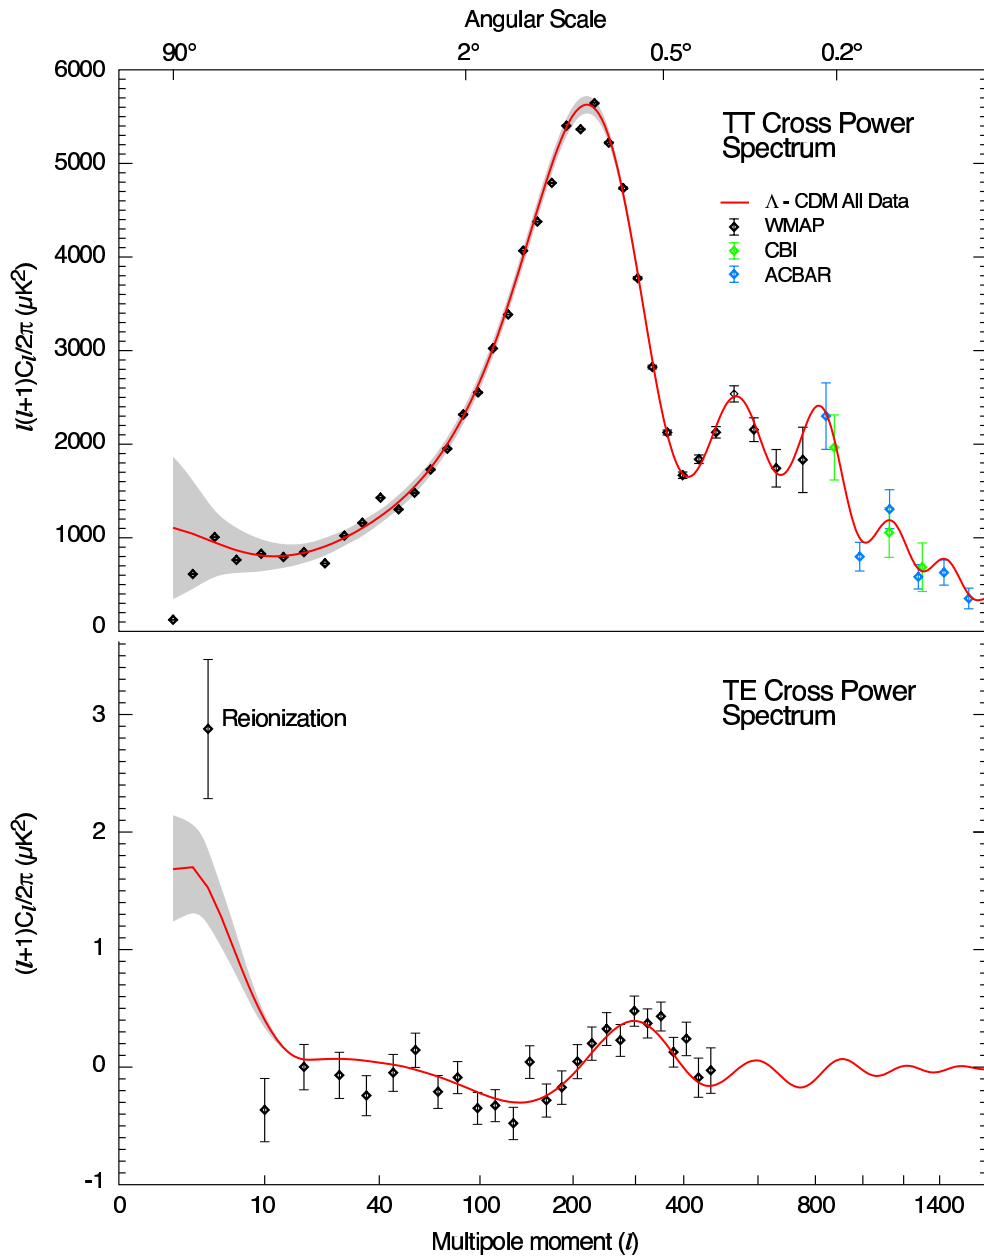 Angular Scale
90° 2° 0.5° 0.2°
6000
5000
4000
3000
2000
1000
0
l(l+1)Cl/2π (μK²)
TT Cross Power
Spectrum
Λ - CDM All Data
WMAP
CBI
ACBAR
3
2
1
0
-1
(l+1)Cl/2π (μK²)
Reionization
TE Cross Power
Spectrum
0 10 40 100 200 400 800 1400
Multipole moment (l)